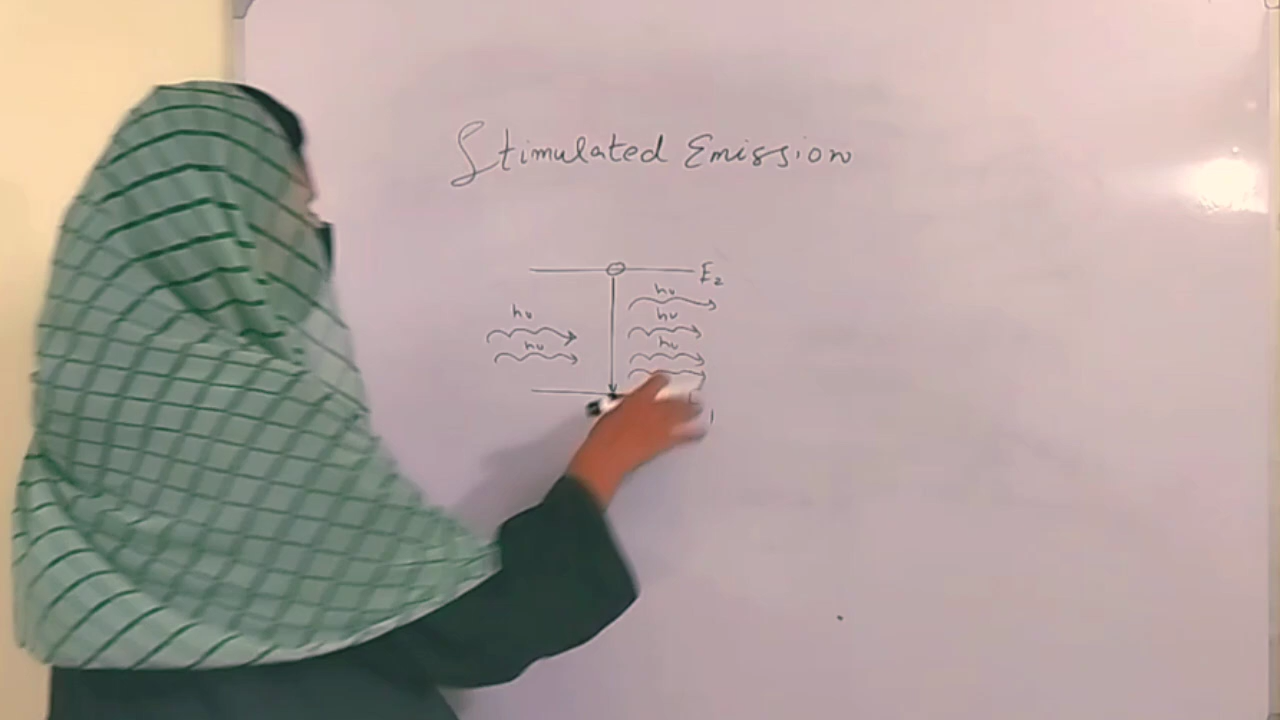 Stimulated Emission
E₂
hν
hν
hν
hν
hν